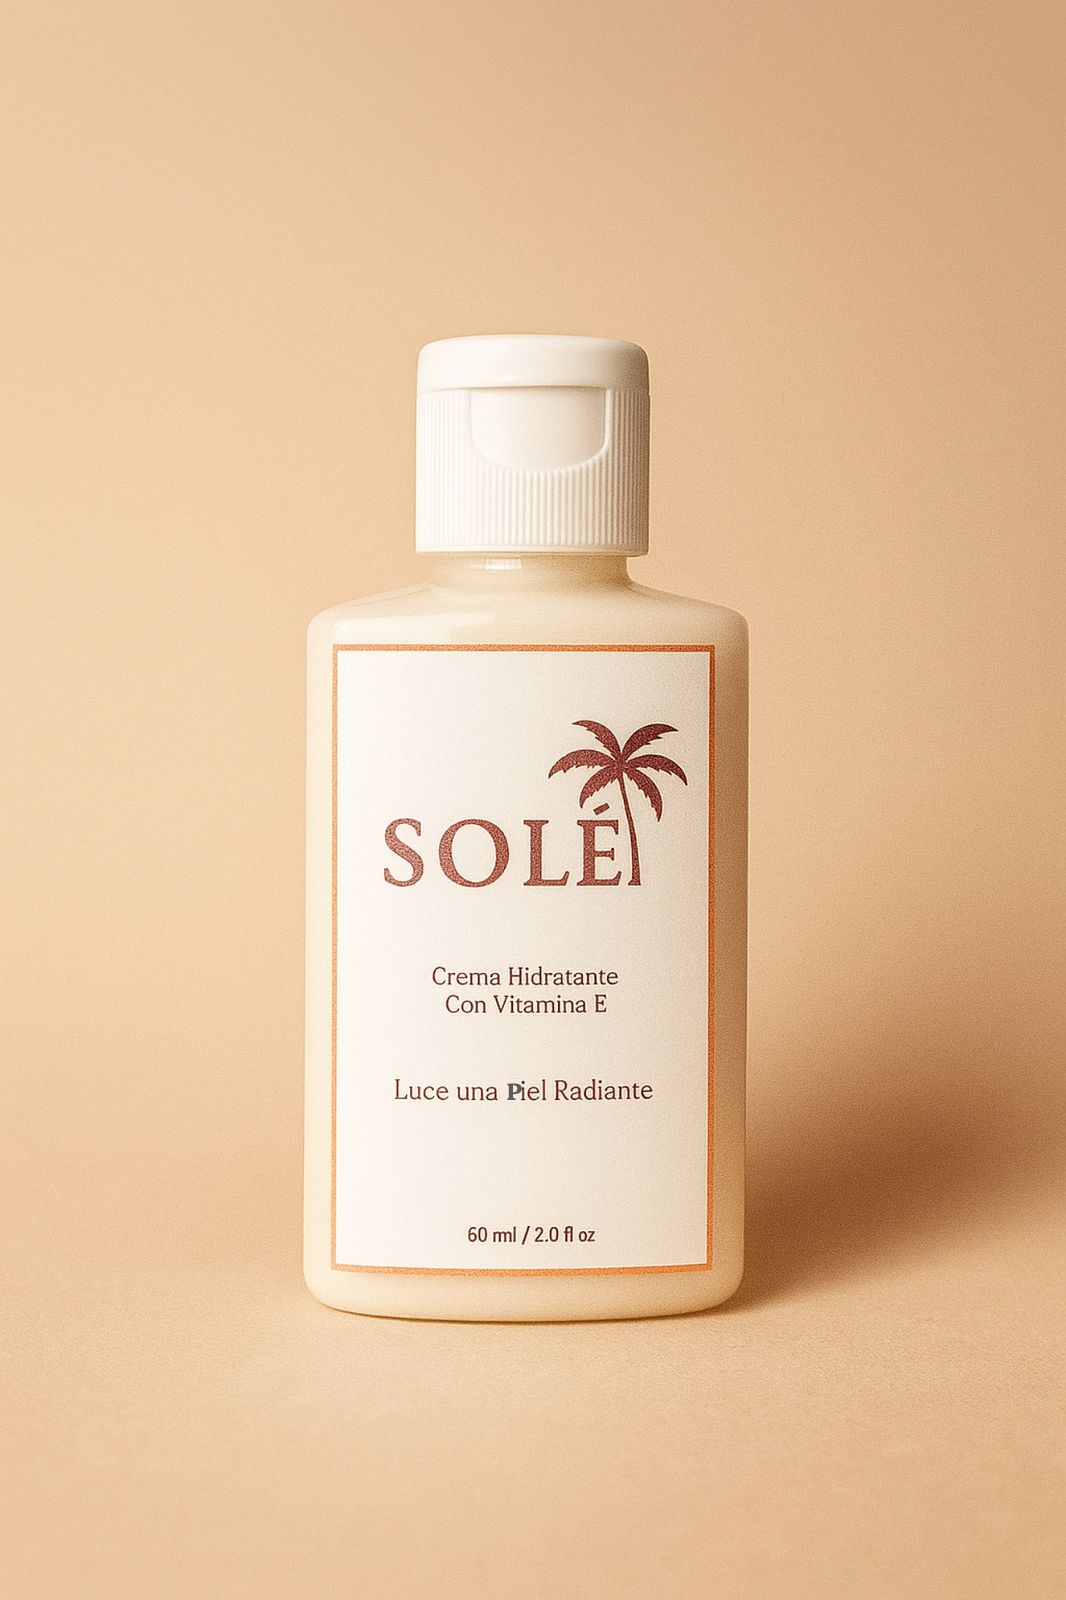 SOLÉ
Crema Hidratante
Con Vitamina E
Luce una Piel Radiante
60 ml / 2.0 fl oz